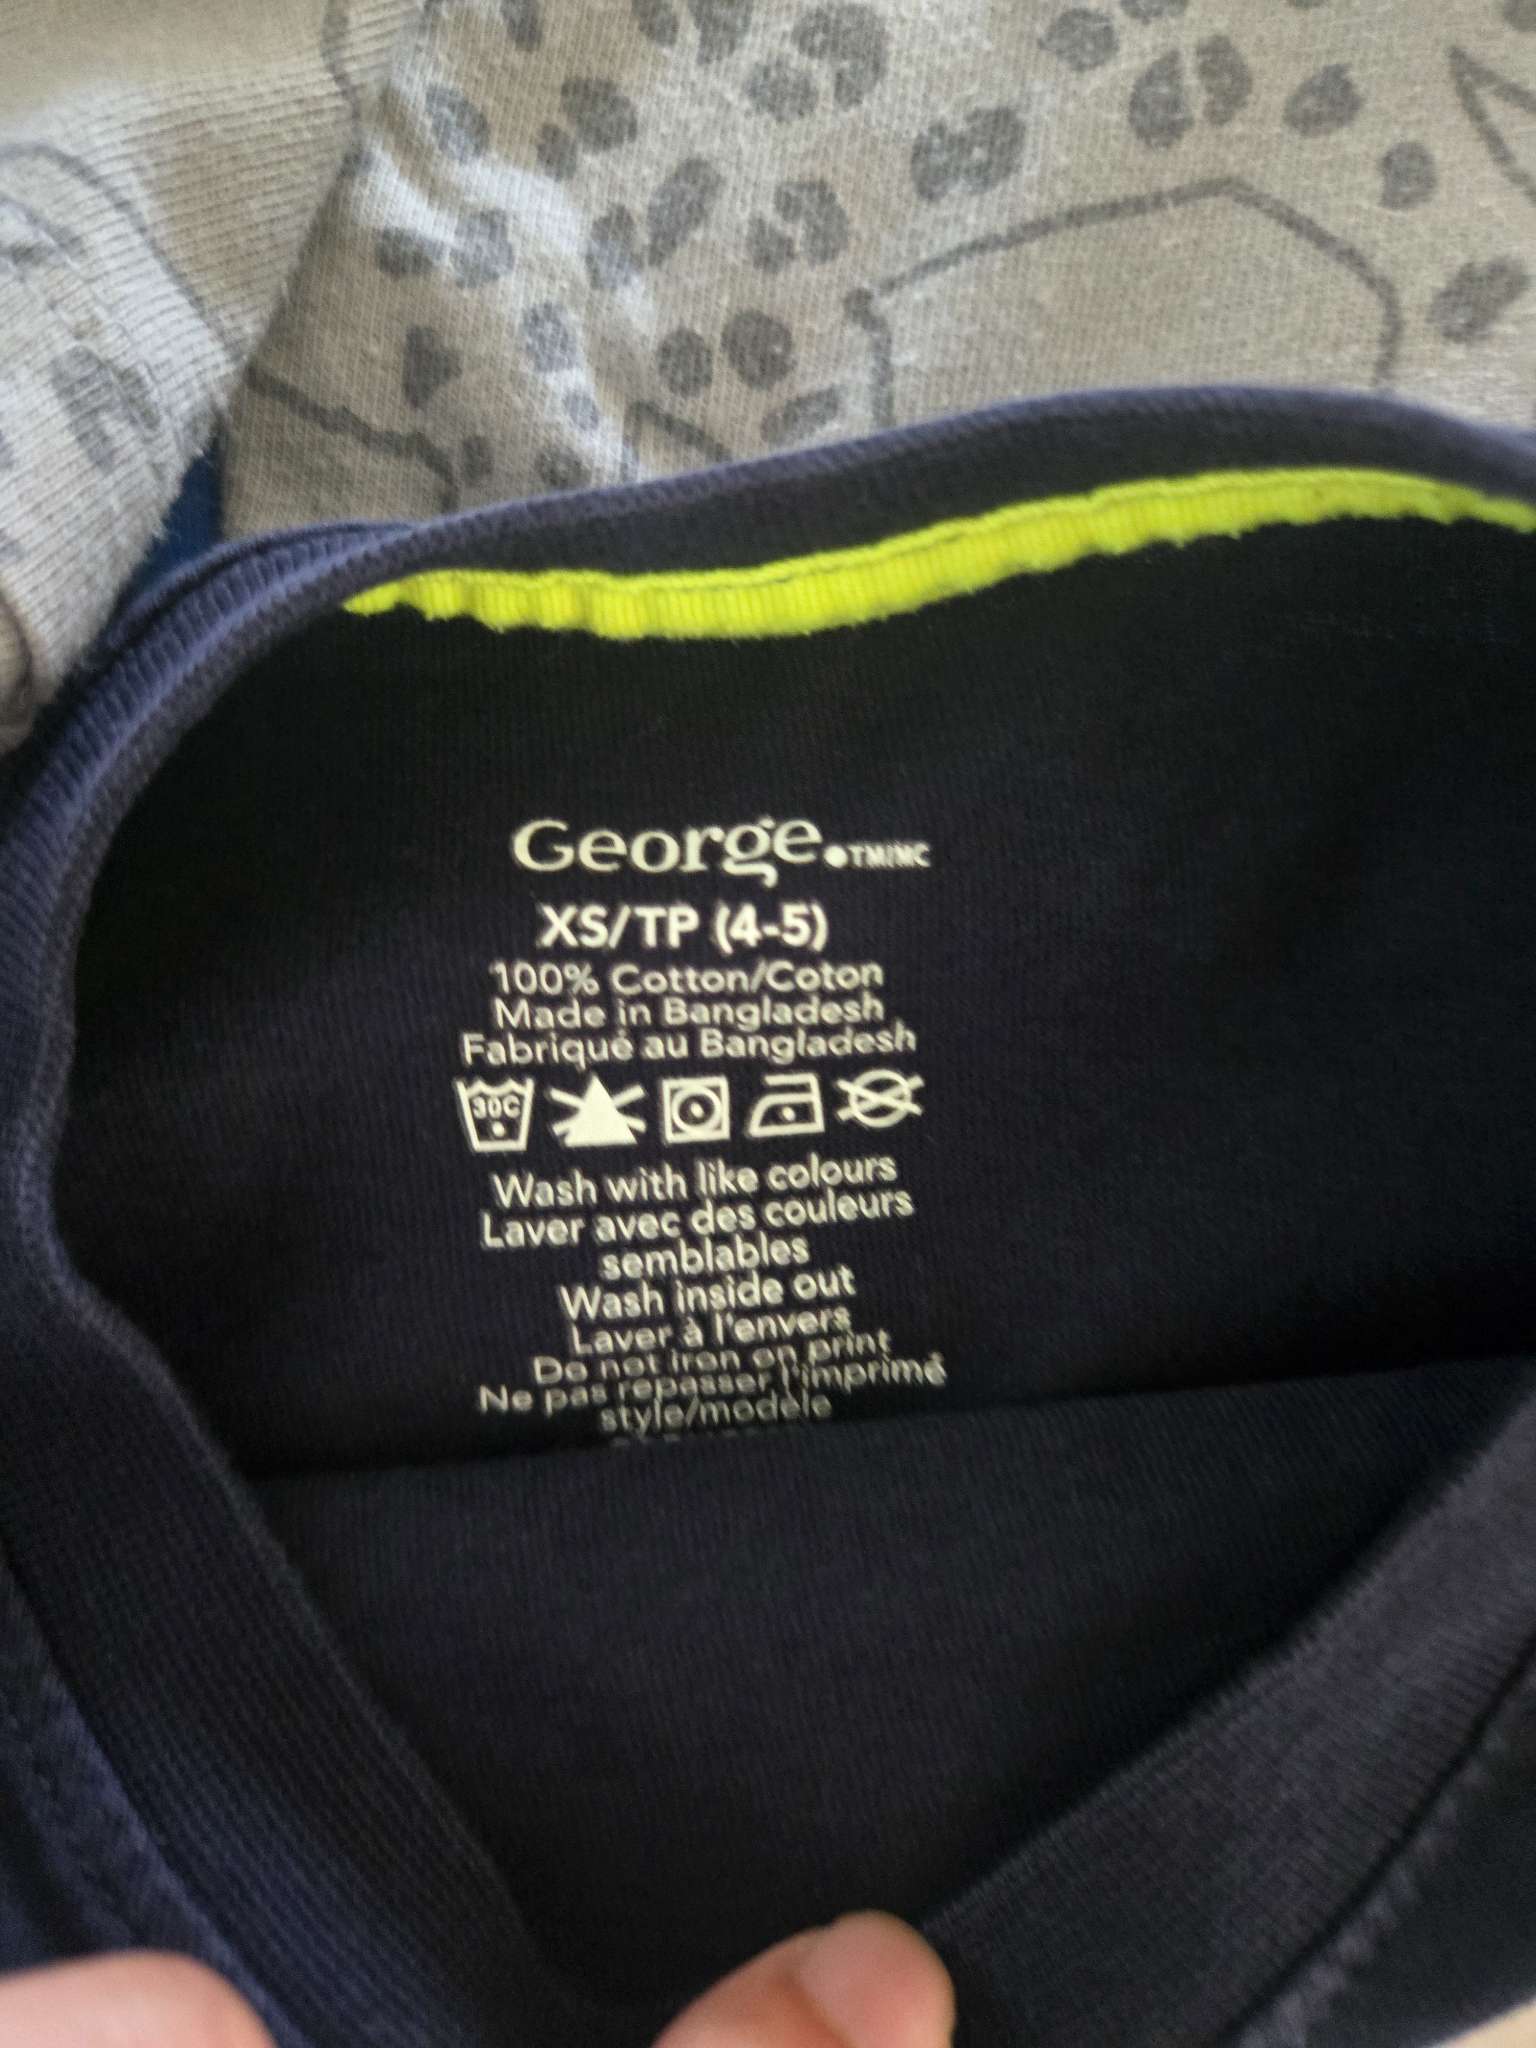 George.TM/MC
XS/TP (4-5)
100% Cotton/Coton
Made in Bangladesh
Fabriqué au Bangladesh
30C
Wash with like colours
Laver avec des couleurs
semblables
Wash inside out
Laver à l'envers
Do not iron on print
Ne pas repasser l'imprimé
style/modèle